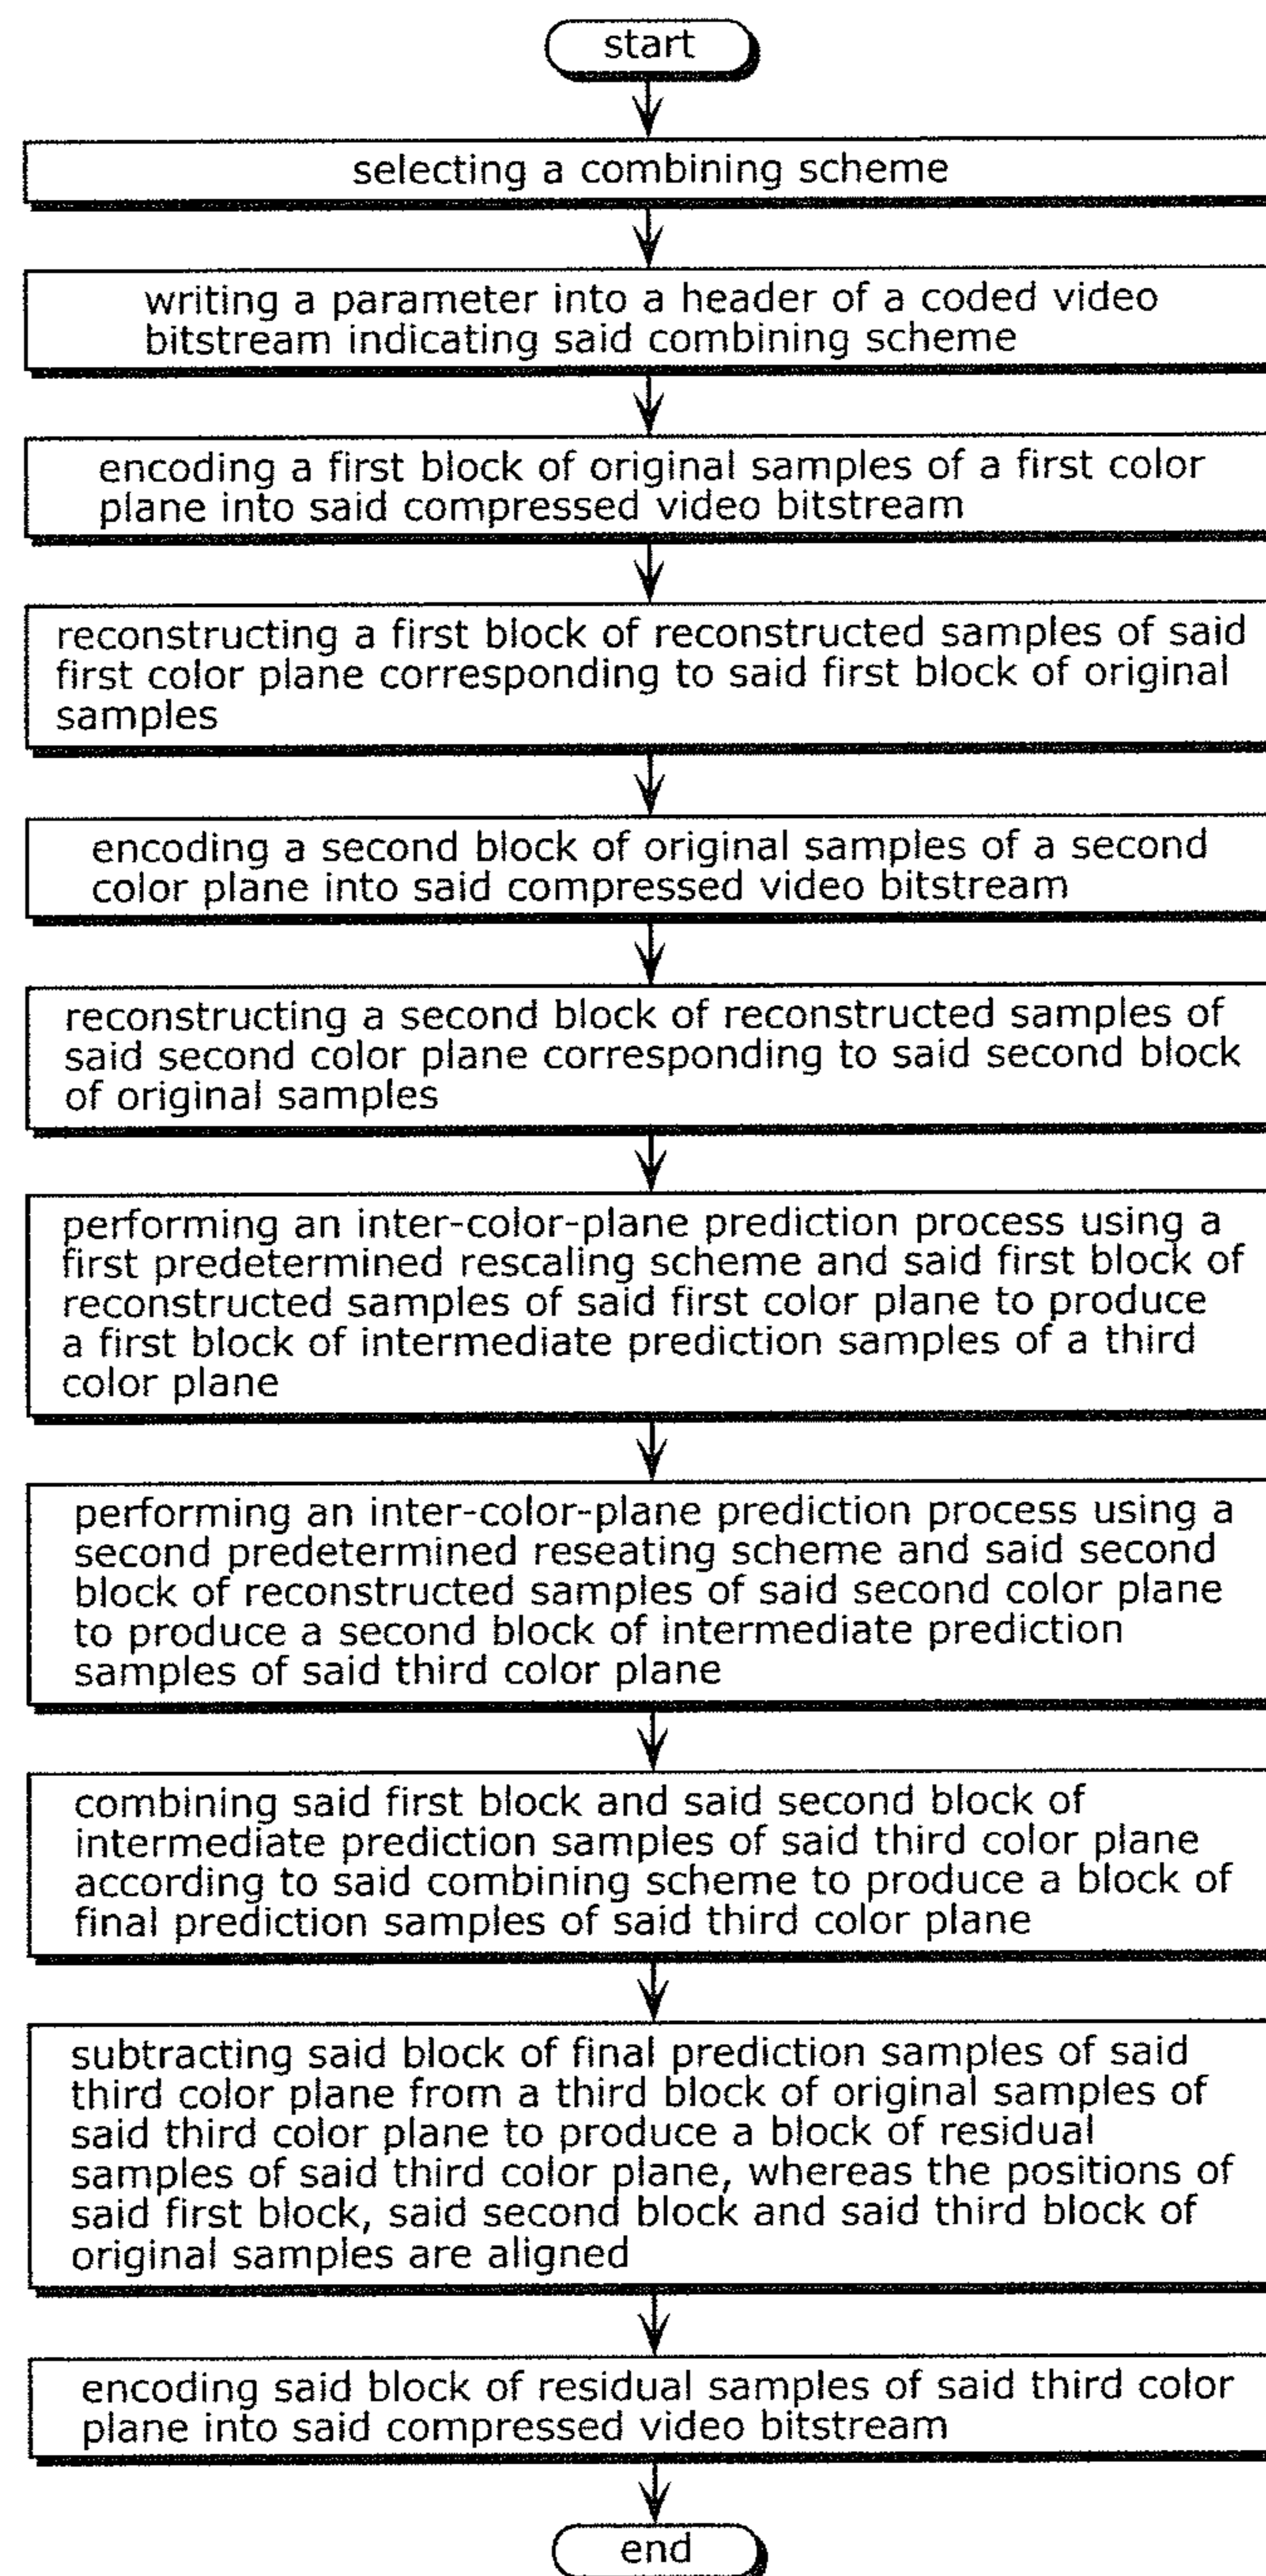 start
selecting a combining scheme
writing a parameter into a header of a coded video
bitstream indicating said combining scheme
encoding a first block of original samples of a first color
plane into said compressed video bitstream
reconstructing a first block of reconstructed samples of said
first color plane corresponding to said first block of original
samples
encoding a second block of original samples of a second
color plane into said compressed video bitstream
reconstructing a second block of reconstructed samples of
said second color plane corresponding to said second block
of original samples
performing an inter-color-plane prediction process using a
first predetermined rescaling scheme and said first block of
reconstructed samples of said first color plane to produce
a first block of intermediate prediction samples of a third
color plane
performing an inter-color-plane prediction process using a
second predetermined reseating scheme and said second
block of reconstructed samples of said second color plane
to produce a second block of intermediate prediction
samples of said third color plane
combining said first block and said second block of
intermediate prediction samples of said third color plane
according to said combining scheme to produce a block of
final prediction samples of said third color plane
subtracting said block of final prediction samples of said
third color plane from a third block of original samples of
said third color plane to produce a block of residual
samples of said third color plane, whereas the positions of
said first block, said second block and said third block of
original samples are aligned
encoding said block of residual samples of said third color
plane into said compressed video bitstream
end